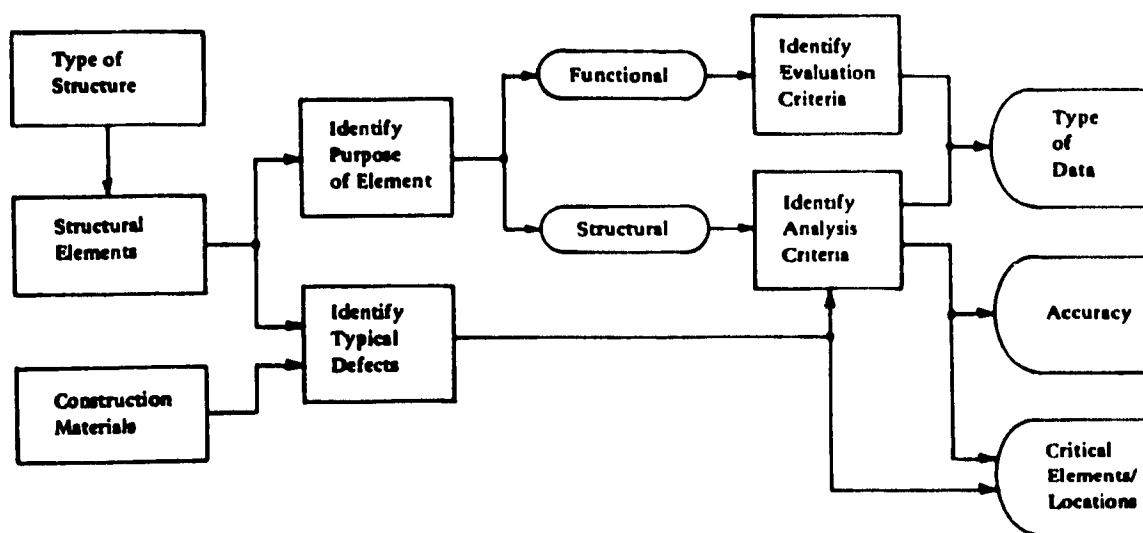 Type of
Structure
Structural
Elements
Construction
Materials
Identify
Purpose
of Element
Identify
Typical
Defects
Functional
Structural
Identify
Evaluation
Criteria
Identify
Analysis
Criteria
Type
of
Data
Accuracy
Critical
Elements/
Locations